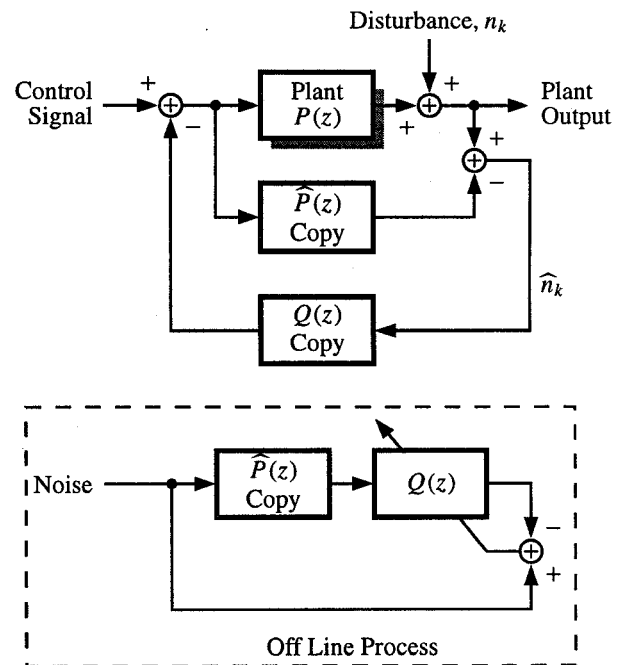 Disturbance, n_k
Control
Signal
+
−
Plant
P(z)
+
+
Plant
Output
+
−
P̂(z)
Copy
n̂_k
Q(z)
Copy
Noise
P̂(z)
Copy
Q(z)
−
+
Off Line Process